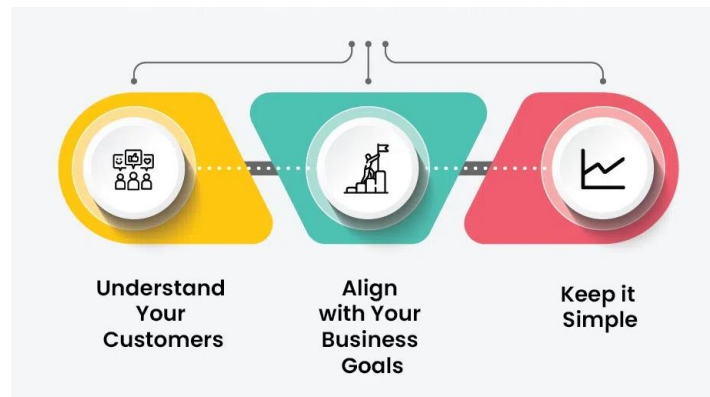 Understand
Your
Customers
Align
with Your
Business
Goals
Keep it
Simple